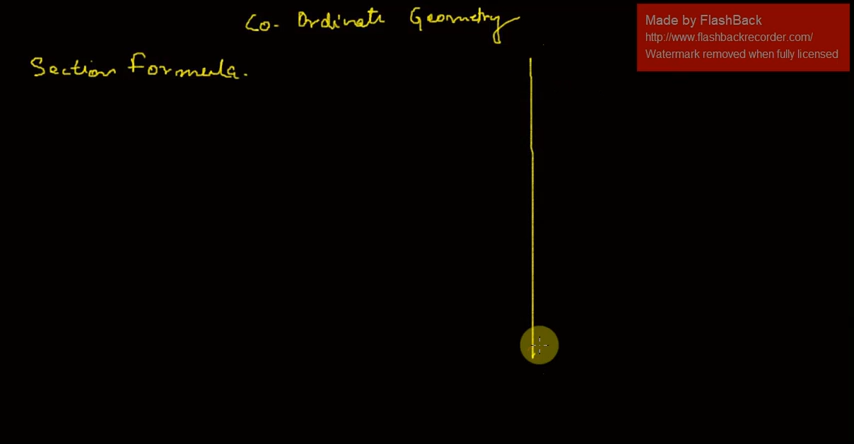 Co-Ordinate Geometry
Section Formula.
Made by FlashBack
http://www.flashbackrecorder.com/
Watermark removed when fully licensed